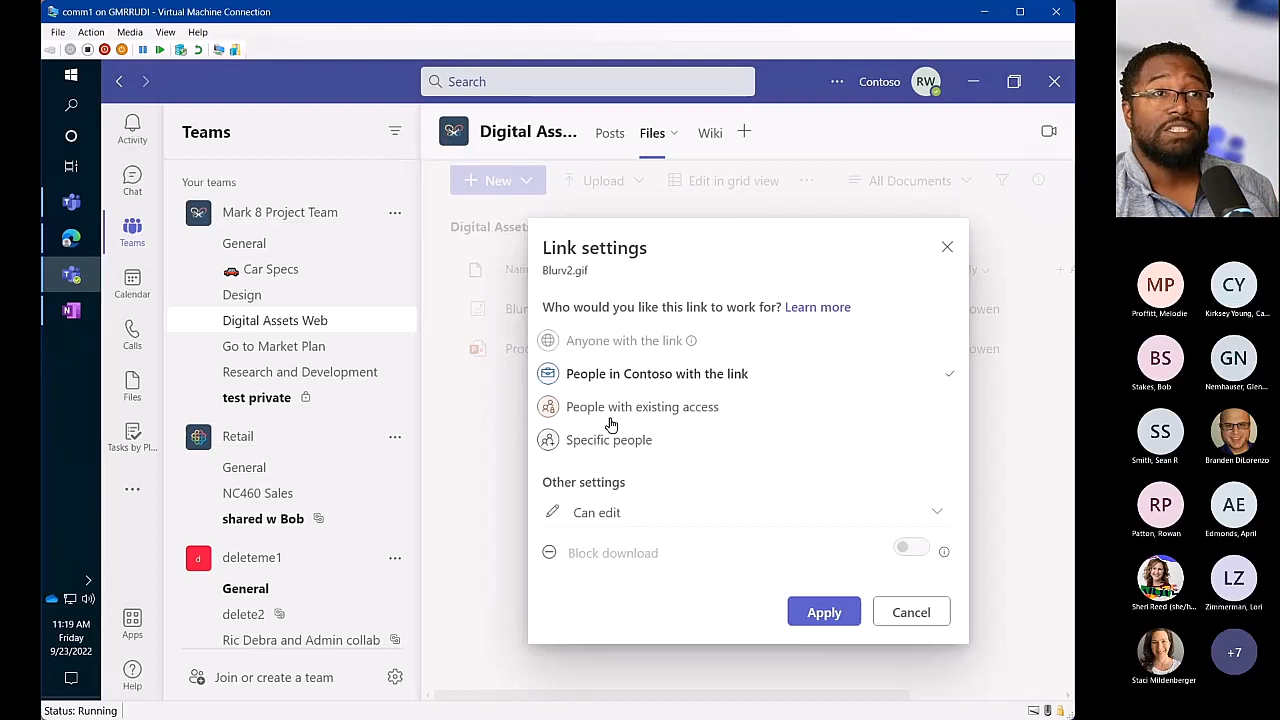 comm1 on GMRRUDI - Virtual Machine Connection
File Action Media View Help
Search
Contoso
RW
Activity
Chat
Teams
Calendar
Calls
Files
Tasks by Pl...
Apps
Help
11:19 AM
Friday
9/23/2022
Teams
Your teams
Mark 8 Project Team
General
Car Specs
Design
Digital Assets Web
Go to Market Plan
Research and Development
test private
Retail
General
NC460 Sales
shared w Bob
d
deleteme1
General
delete2
Ric Debra and Admin collab
Join or create a team
Digital Ass...
Posts
Files
Wiki
New
Upload
Edit in grid view
All Documents
Digital Asset
Link settings
Blurv2.gif
Who would you like this link to work for? Learn more
Anyone with the link
People in Contoso with the link
People with existing access
Specific people
Other settings
Can edit
Block download
Apply
Cancel
Status: Running
MP
Proffitt, Melodie
CY
Kirksey Young, Ca...
BS
Stakes, Bob
GN
Nemhauser, Glen...
SS
Smith, Sean R
Branden DiLorenzo
RP
Patton, Rowan
AE
Edmonds, April
Sheri Reed (she/h...
LZ
Zimmerman, Lori
Staci Mildenberger
+7